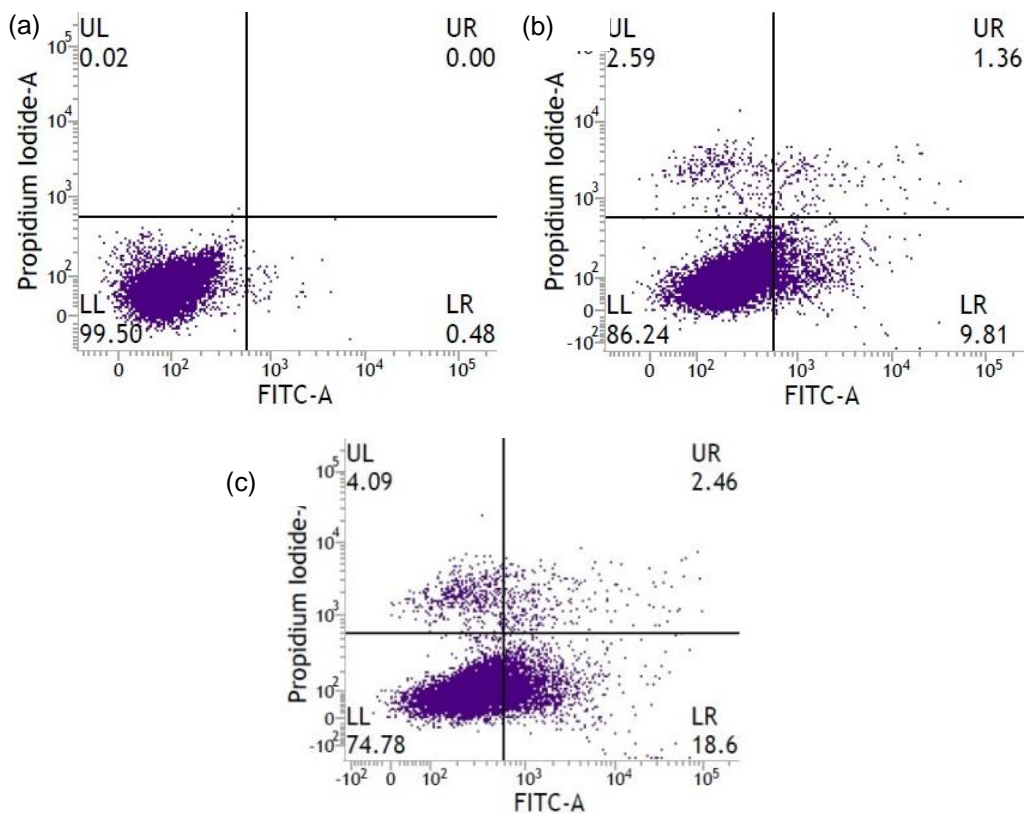 (a)
UL
0.02
UR
0.00
10^5
10^4
10^3
10^2
0
Propidium Iodide-A
LL
99.50
LR
0.48
0 10^2 10^3 10^4 10^5
FITC-A
(b)
UL
2.59
UR
1.36
10^4
10^3
10^2
0
Propidium Iodide-A
LL
86.24
LR
9.81
0 10^2 10^3 10^4 10^5
FITC-A
(c)
UL
4.09
UR
2.46
10^5
10^4
10^3
10^2
0
-10^2
Propidium Iodide-
LL
74.78
LR
18.6
-10^2 0 10^2 10^3 10^4 10^5
FITC-A